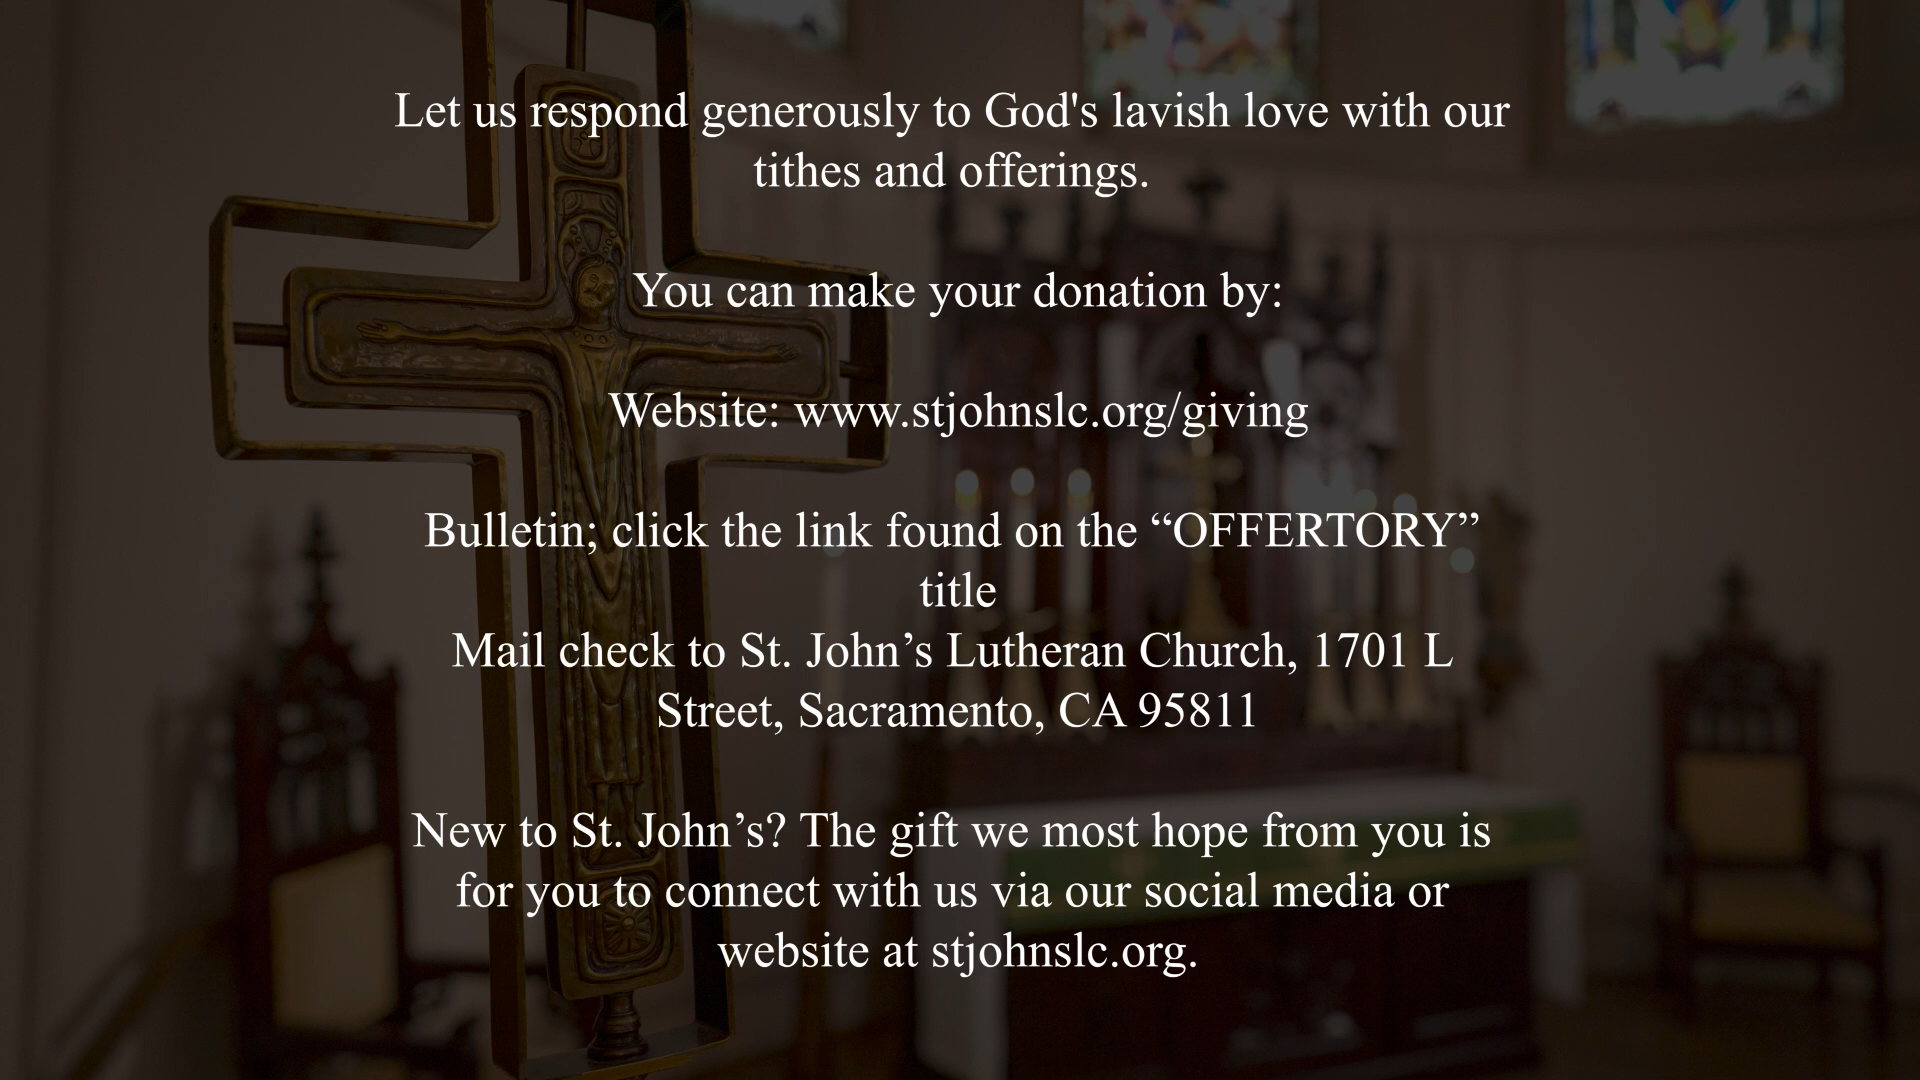 Let us respond generously to God's lavish love with our
tithes and offerings.
You can make your donation by:
Website: www.stjohnslc.org/giving
Bulletin; click the link found on the “OFFERTORY”
title
Mail check to St. John’s Lutheran Church, 1701 L
Street, Sacramento, CA 95811
New to St. John’s? The gift we most hope from you is
for you to connect with us via our social media or
website at stjohnslc.org.